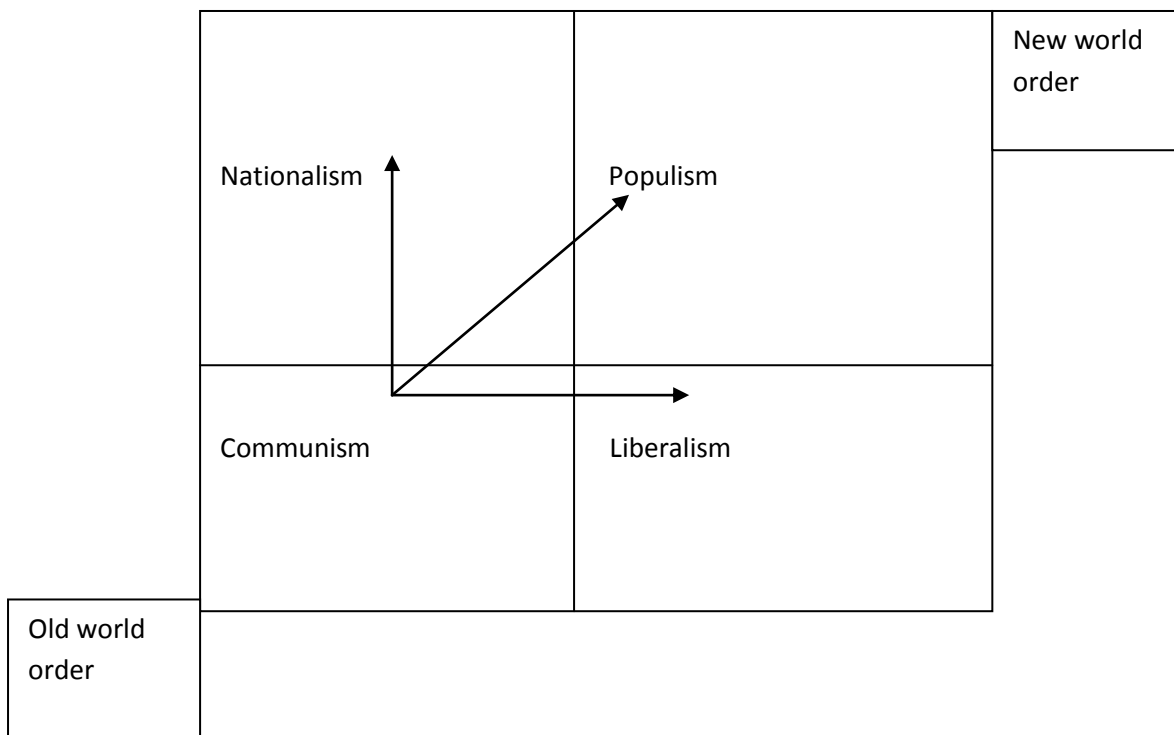 New world
order
Nationalism
Populism
Communism
Liberalism
Old world
order